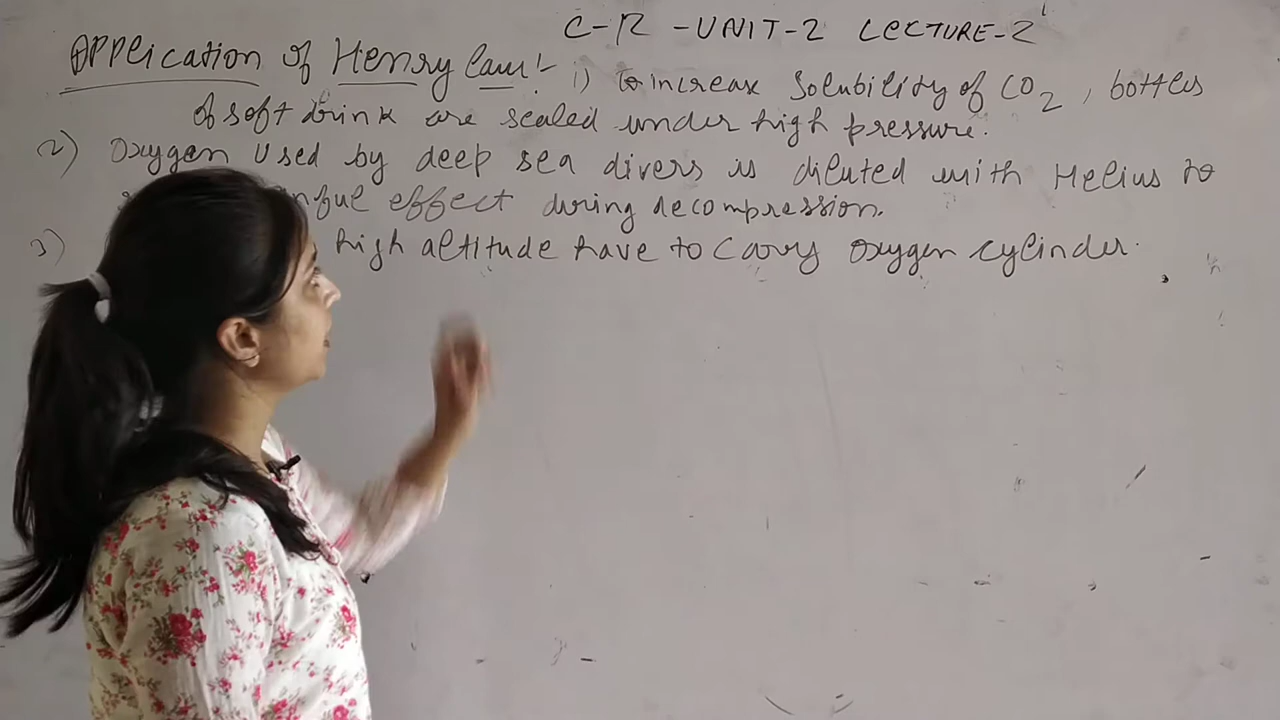 C-R -UNIT-2 LECTURE-2
Application of Henry law:- 1) to increase solubility of CO2, bottles
of soft drink are sealed under high pressure.
2) Oxygen used by deep sea divers is diluted with Helius to
effect during decompression.
3) high altitude have to carry oxygen cylinder.